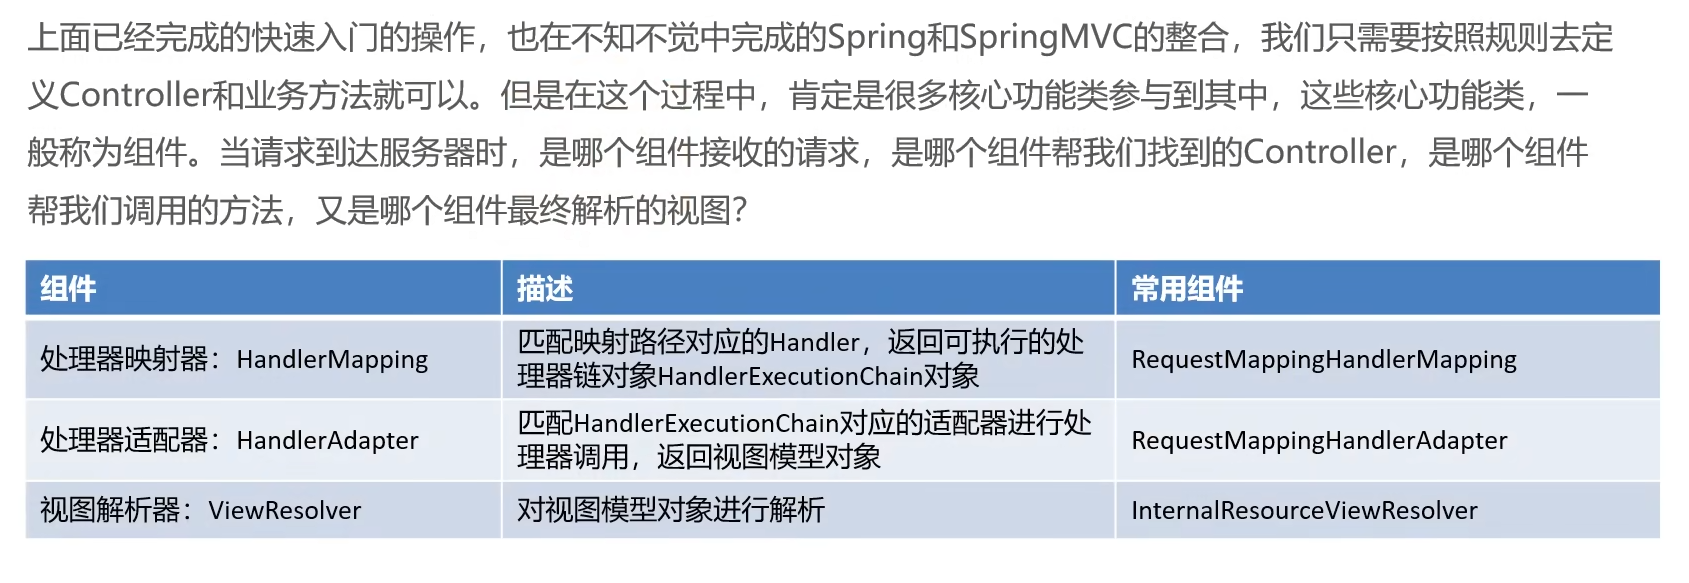 上面已经完成的快速入门的操作，也在不知不觉中完成的Spring和SpringMVC的整合，我们只需要按照规则去定
义Controller和业务方法就可以。但是在这个过程中，肯定是很多核心功能类参与到其中，这些核心功能类，一
般称为组件。当请求到达服务器时，是哪个组件接收的请求，是哪个组件帮我们找到的Controller，是哪个组件
帮我们调用的方法，又是哪个组件最终解析的视图？
组件 描述 常用组件
处理器映射器：HandlerMapping
匹配映射路径对应的Handler，返回可执行的处
理器链对象HandlerExecutionChain对象
RequestMappingHandlerMapping
处理器适配器：HandlerAdapter
匹配HandlerExecutionChain对应的适配器进行处
理器调用，返回视图模型对象
RequestMappingHandlerAdapter
视图解析器：ViewResolver 对视图模型对象进行解析 InternalResourceViewResolver